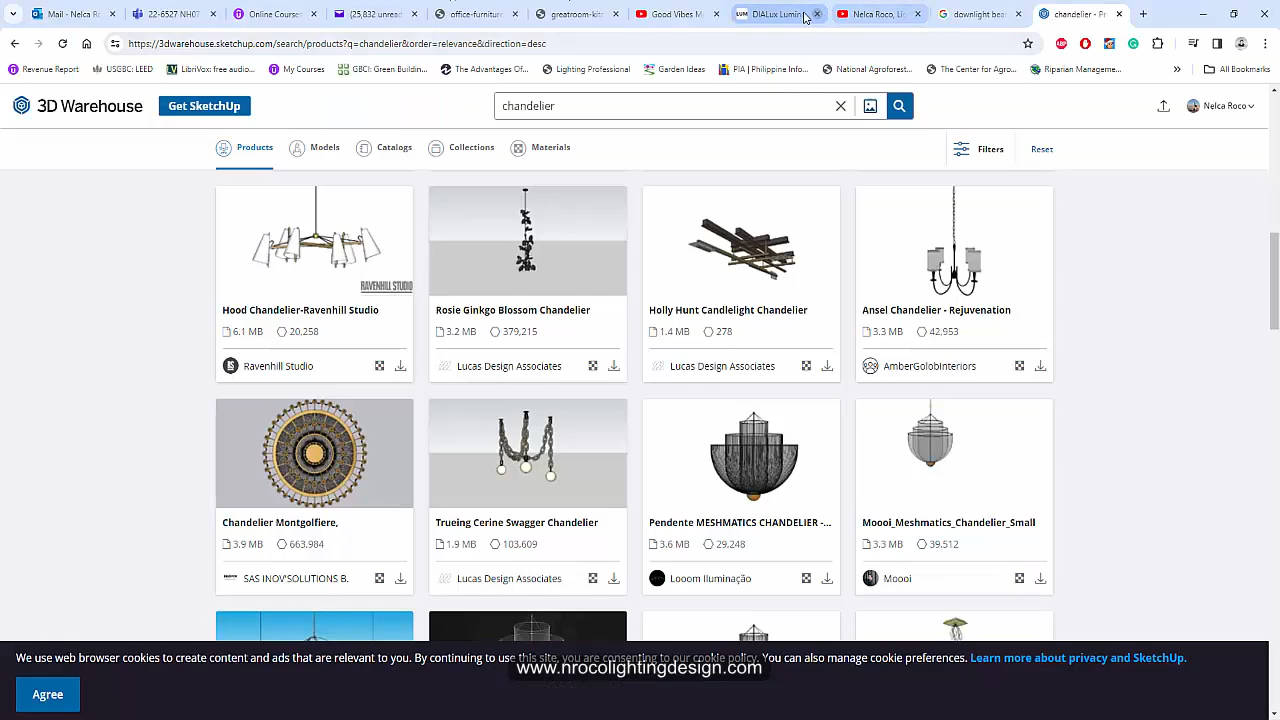 Mail - Nelca Ro
22-6527 NH07
Online Courses
(25,832 unread
office-furniture
greatroom-kit
Good Vibes M
DIALux Lumin
Nelca Roco, Lig
downlight bea
chandelier - Pr
https://3dwarehouse.sketchup.com/search/products?q=chandelier&order=relevance&direction=desc
Revenue Report
USGBC: LEED
LibriVox: free audio...
My Courses
GBCI: Green Buildin...
The Advantages Of...
Lighting Professional
Garden Ideas
PIA | Philippine Info...
National Agroforest...
The Center for Agro...
Riparian Manageme...
»
All Bookmarks
3D Warehouse
Get SketchUp
chandelier
Nelca Roco
Products
Models
Catalogs
Collections
Materials
Filters
Reset
RAVENHILL STUDIO
Hood Chandelier-Ravenhill Studio
6.1 MB 20,258
Ravenhill Studio
Rosie Ginkgo Blossom Chandelier
3.2 MB 379,215
Lucas Design Associates
Holly Hunt Candlelight Chandelier
1.4 MB 278
Lucas Design Associates
Ansel Chandelier - Rejuvenation
3.3 MB 42,953
AmberGolobInteriors
Chandelier Montgolfiere,
3.9 MB 663,984
SAS INOV'SOLUTIONS B.
Trueing Cerine Swagger Chandelier
1.9 MB 103,609
Lucas Design Associates
Pendente MESHMATICS CHANDELIER -...
3.6 MB 29,248
Looom Iluminação
Moooi_Meshmatics_Chandelier_Small
3.3 MB 39,512
Moooi
We use web browser cookies to create content and ads that are relevant to you. By continuing to use this site, you are consenting to our cookie policy. You can also manage cookie preferences. Learn more about privacy and SketchUp.
www.nrocolightingdesign.com
Agree